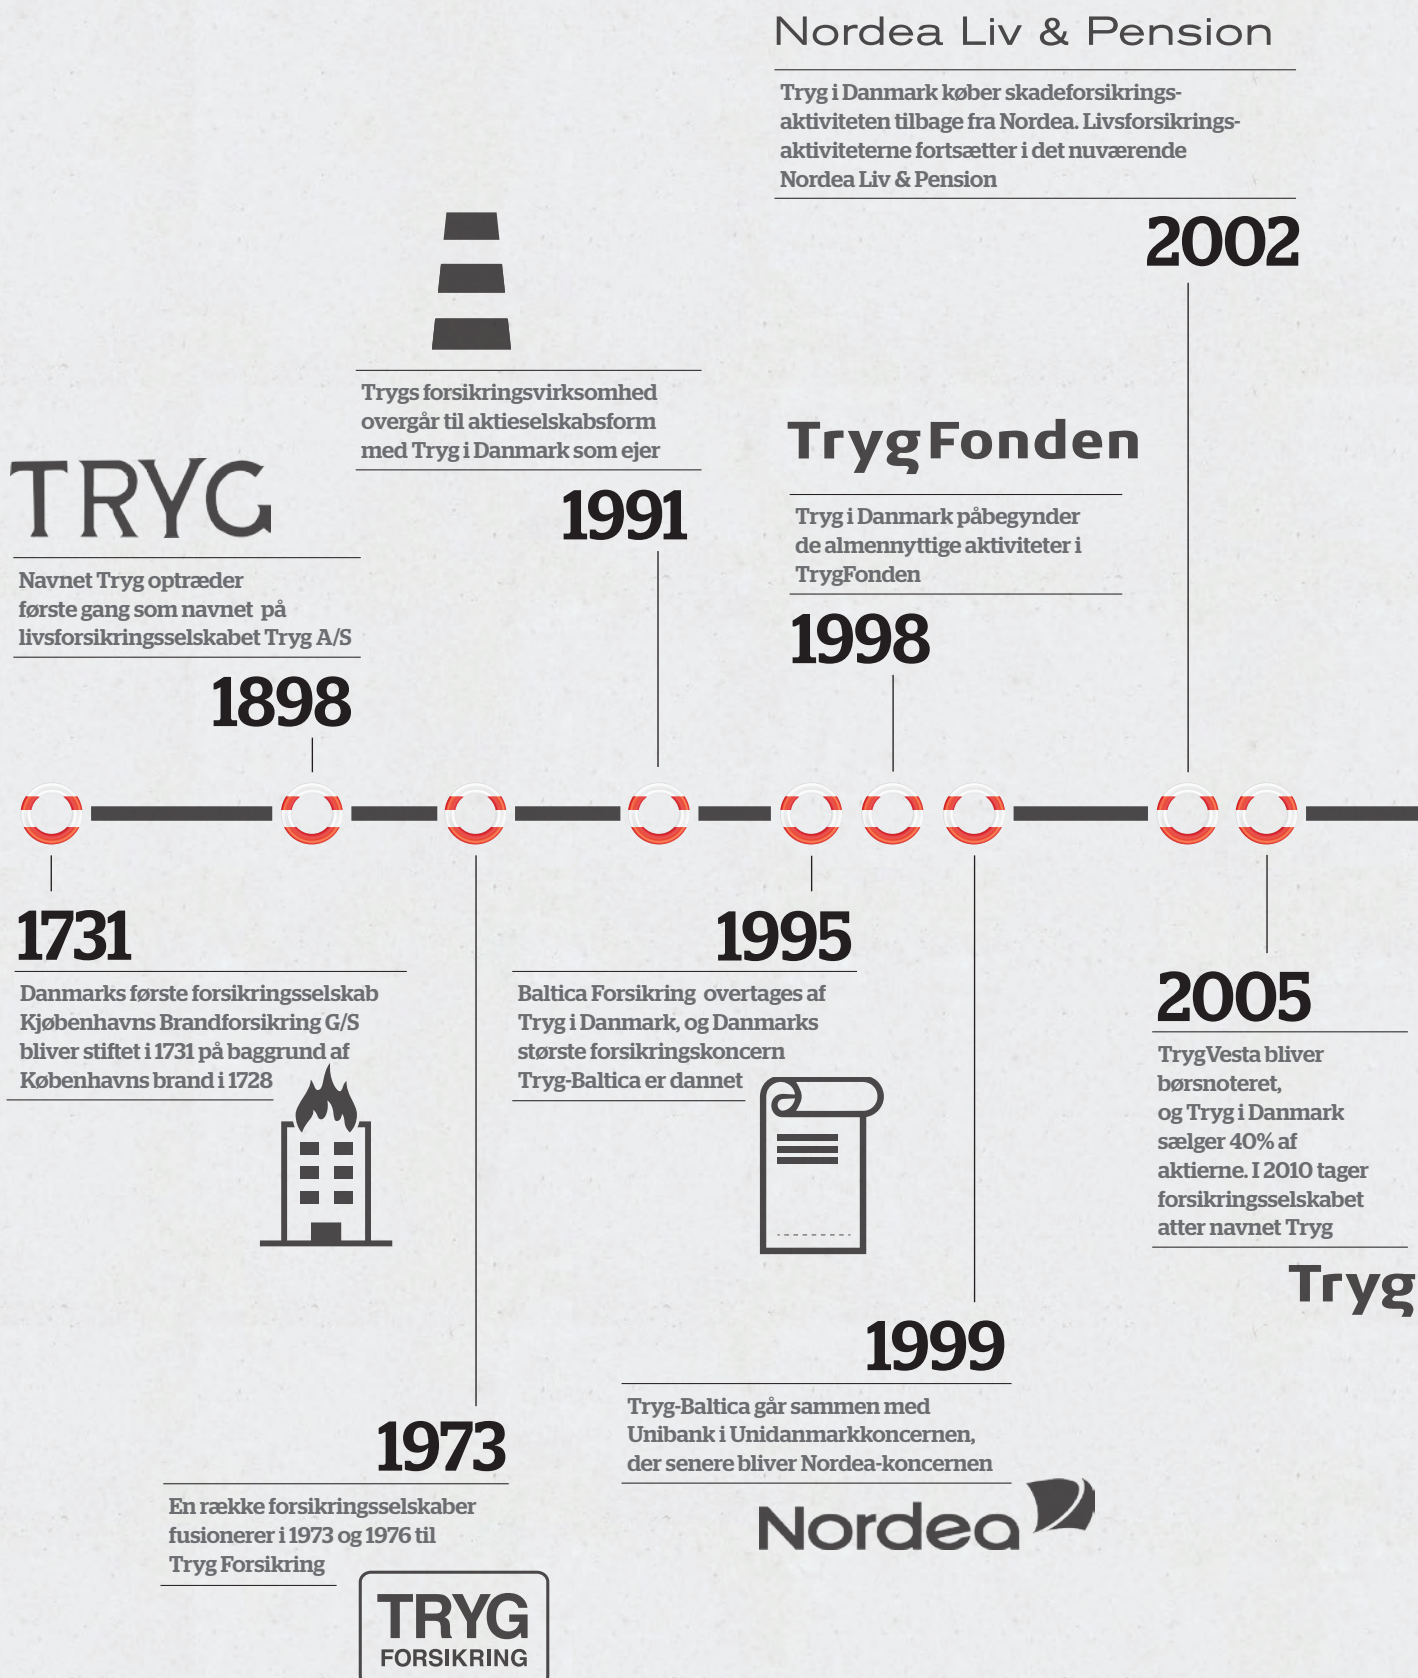 Nordea Liv & Pension
Tryg i Danmark køber skadeforsikrings-
aktiviteten tilbage fra Nordea. Livsforsikrings-
aktiviteterne fortsætter i det nuværende
Nordea Liv & Pension
2002
Trygs forsikringsvirksomhed
overgår til aktieselskabsform
med Tryg i Danmark som ejer
1991
TrygFonden
Tryg i Danmark påbegynder
de almennyttige aktiviteter i
TrygFonden
1998
TRYG
Navnet Tryg optræder
første gang som navnet på
livsforsikringsselskabet Tryg A/S
1898
1731
Danmarks første forsikringsselskab
Kjøbenhavns Brandforsikring G/S
bliver stiftet i 1731 på baggrund af
Københavns brand i 1728
1995
Baltica Forsikring overtages af
Tryg i Danmark, og Danmarks
største forsikringskoncern
Tryg-Baltica er dannet
2005
TrygVesta bliver
børsnoteret,
og Tryg i Danmark
sælger 40% af
aktierne. I 2010 tager
forsikringsselskabet
atter navnet Tryg
Tryg
1999
Tryg-Baltica går sammen med
Unibank i Unidanmarkkoncernen,
der senere bliver Nordea-koncernen
Nordea
1973
En række forsikringsselskaber
fusionerer i 1973 og 1976 til
Tryg Forsikring
TRYG
FORSIKRING